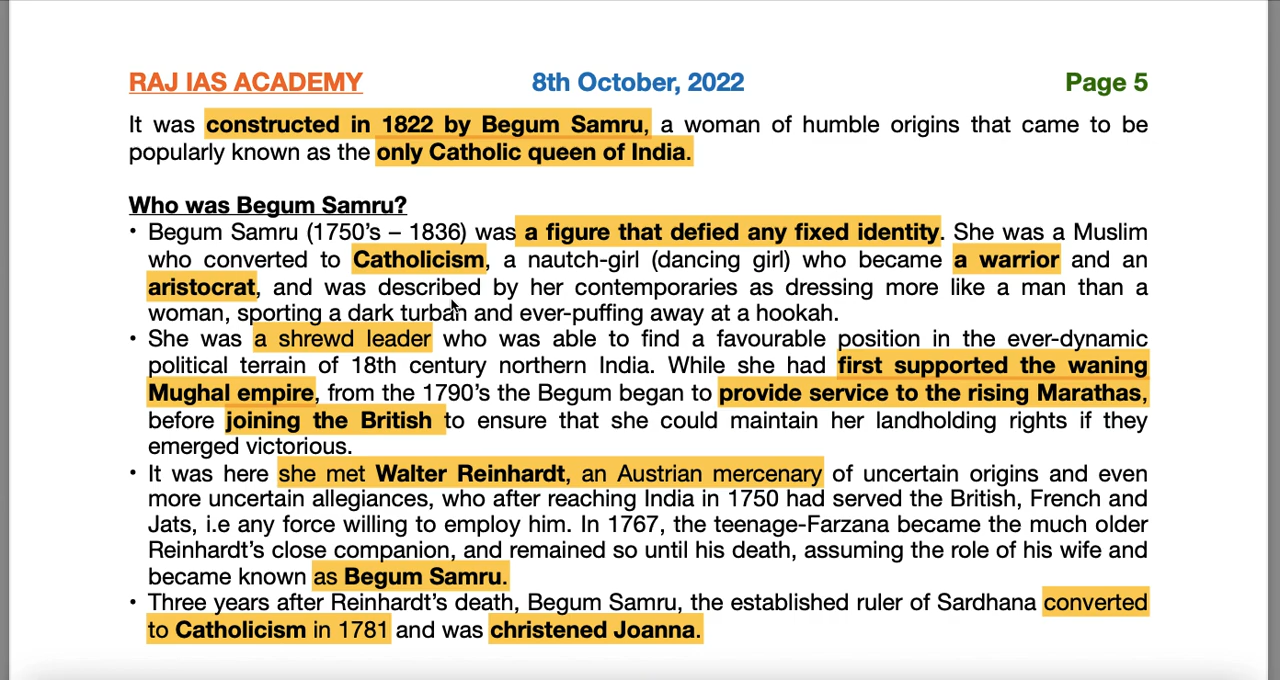 RAJ IAS ACADEMY 8th October, 2022 Page 5
It was constructed in 1822 by Begum Samru, a woman of humble origins that came to be
popularly known as the only Catholic queen of India.
Who was Begum Samru?
• Begum Samru (1750’s – 1836) was a figure that defied any fixed identity. She was a Muslim
who converted to Catholicism, a nautch-girl (dancing girl) who became a warrior and an
aristocrat, and was described by her contemporaries as dressing more like a man than a
woman, sporting a dark turban and ever-puffing away at a hookah.
• She was a shrewd leader who was able to find a favourable position in the ever-dynamic
political terrain of 18th century northern India. While she had first supported the waning
Mughal empire, from the 1790’s the Begum began to provide service to the rising Marathas,
before joining the British to ensure that she could maintain her landholding rights if they
emerged victorious.
• It was here she met Walter Reinhardt, an Austrian mercenary of uncertain origins and even
more uncertain allegiances, who after reaching India in 1750 had served the British, French and
Jats, i.e any force willing to employ him. In 1767, the teenage-Farzana became the much older
Reinhardt’s close companion, and remained so until his death, assuming the role of his wife and
became known as Begum Samru.
• Three years after Reinhardt’s death, Begum Samru, the established ruler of Sardhana converted
to Catholicism in 1781 and was christened Joanna.